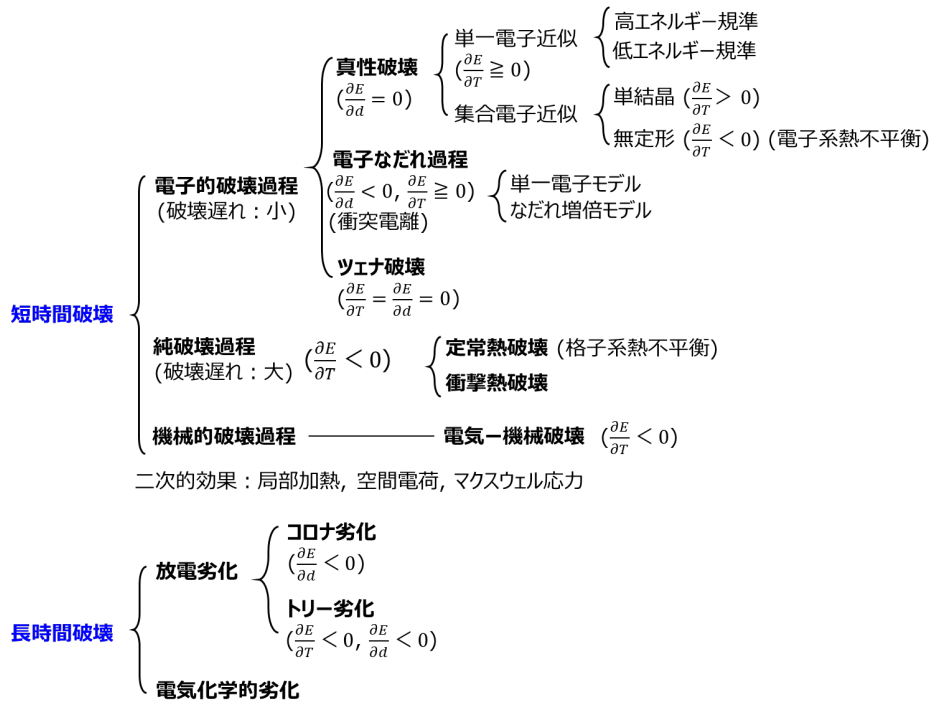 短時間破壊
電子的破壊過程
(破壊遅れ：小)
真性破壊
(∂E/∂d = 0)
単一電子近似
(∂E/∂T ≧ 0)
高エネルギー規準
低エネルギー規準
集合電子近似
単結晶 (∂E/∂T > 0)
無定形 (∂E/∂T < 0) (電子系熱不平衡)
電子なだれ過程
(∂E/∂d < 0, ∂E/∂T ≧ 0)
(衝突電離)
単一電子モデル
なだれ増倍モデル
ツェナ破壊
(∂E/∂T = ∂E/∂d = 0)
純破壊過程
(破壊遅れ：大)
(∂E/∂T < 0)
定常熱破壊 (格子系熱不平衡)
衝撃熱破壊
機械的破壊過程
電気ー機械破壊 (∂E/∂T < 0)
二次的効果：局部加熱, 空間電荷, マクスウェル応力
長時間破壊
放電劣化
コロナ劣化
(∂E/∂d < 0)
トリー劣化
(∂E/∂T < 0, ∂E/∂d < 0)
電気化学的劣化